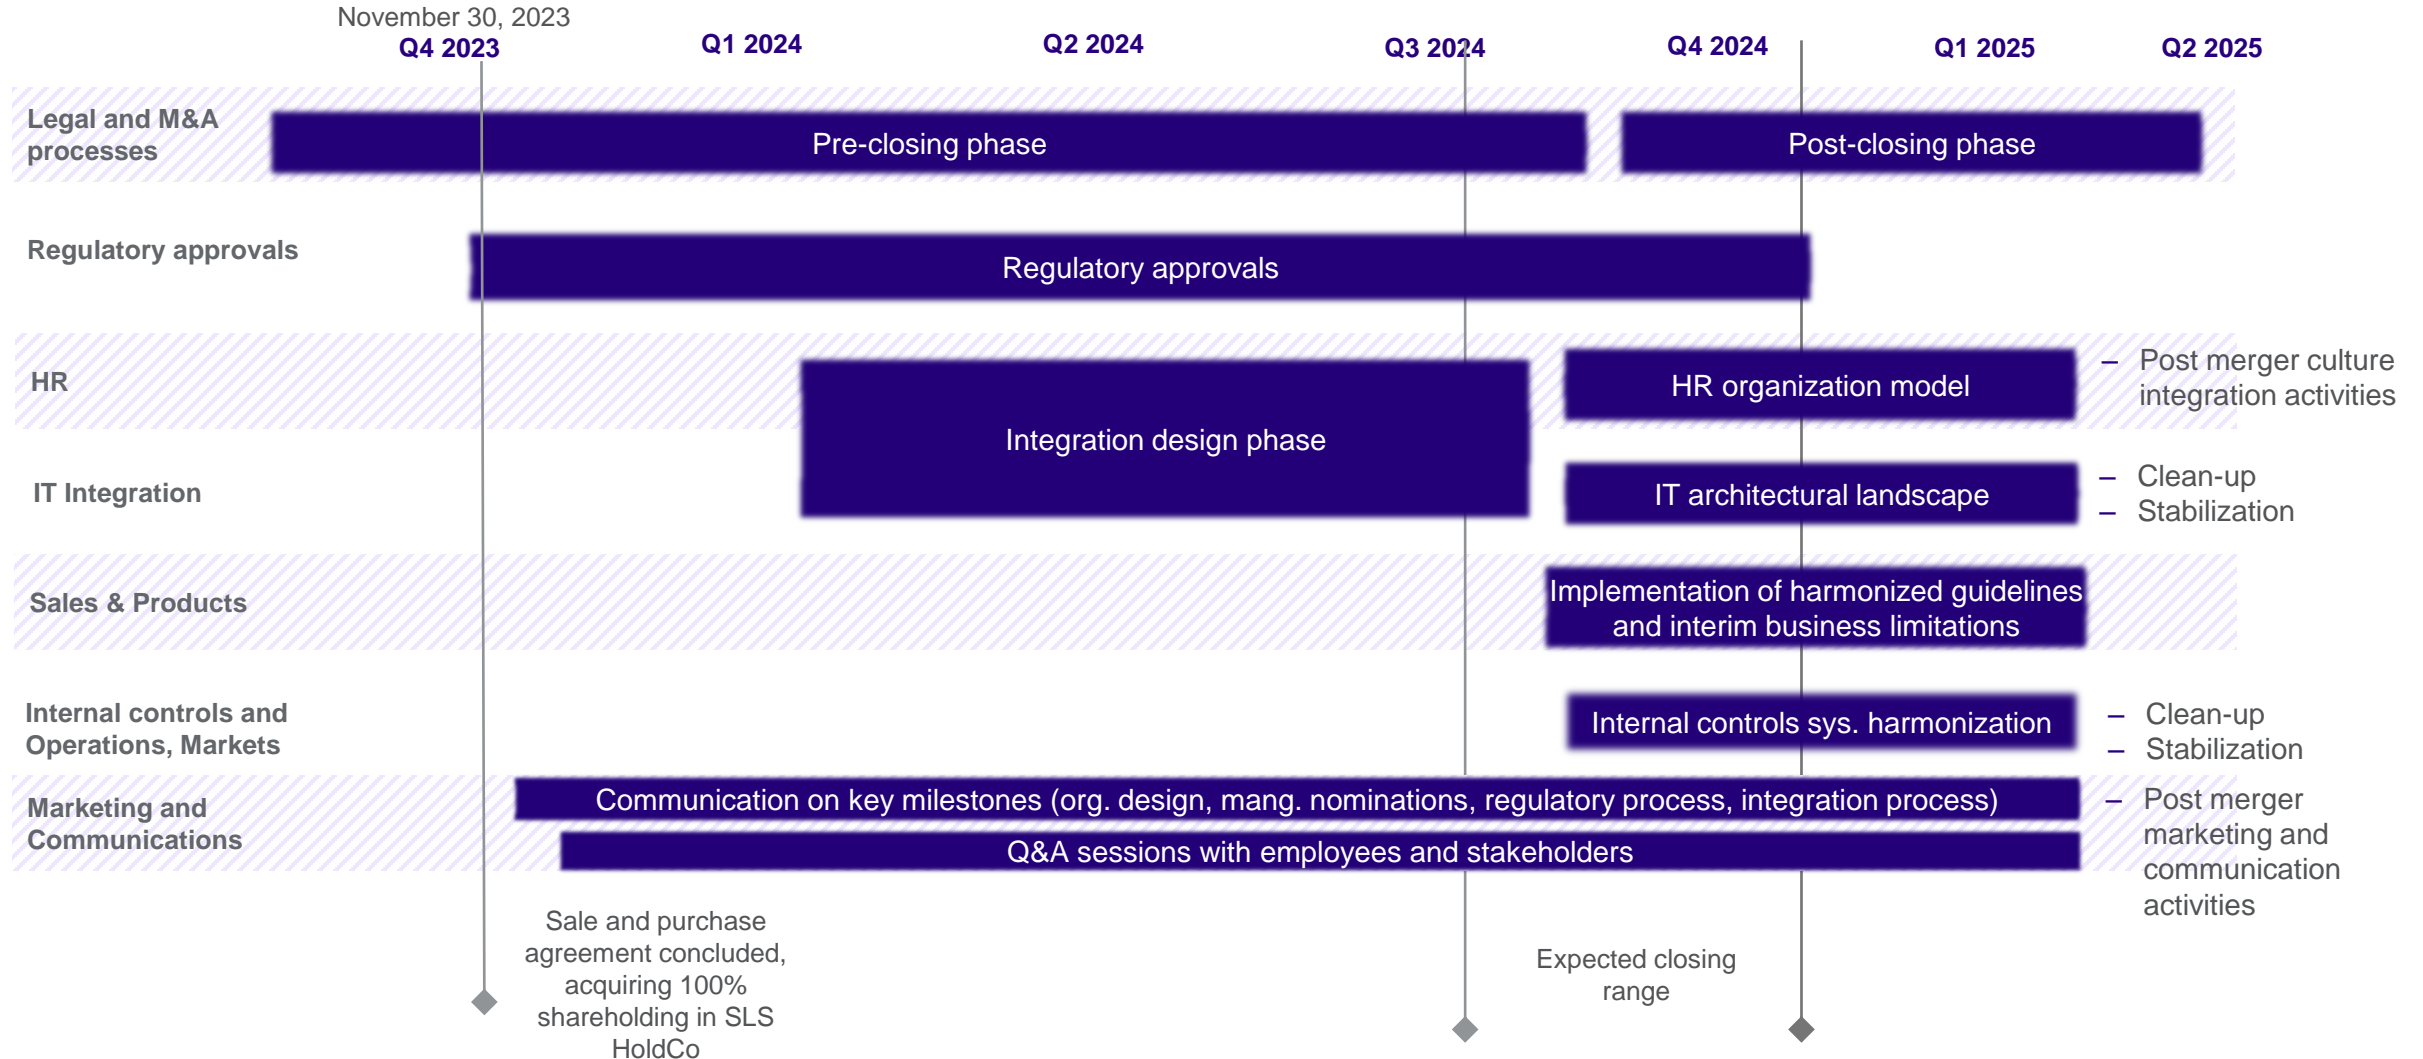 November 30, 2023
Q4 2023
Q1 2024
Q2 2024
Q3 2024
Q4 2024
Q1 2025
Q2 2025
Legal and M&A
processes
Pre-closing phase
Post-closing phase
Regulatory approvals
Regulatory approvals
HR
Integration design phase
HR organization model
– Post merger culture
integration activities
IT Integration
IT architectural landscape
– Clean-up
– Stabilization
Sales & Products
Implementation of harmonized guidelines
and interim business limitations
Internal controls and
Operations, Markets
Internal controls sys. harmonization
– Clean-up
– Stabilization
Marketing and
Communications
Communication on key milestones (org. design, mang. nominations, regulatory process, integration process)
Q&A sessions with employees and stakeholders
– Post merger
marketing and
communication
activities
Sale and purchase
agreement concluded,
acquiring 100%
shareholding in SLS
HoldCo
Expected closing
range